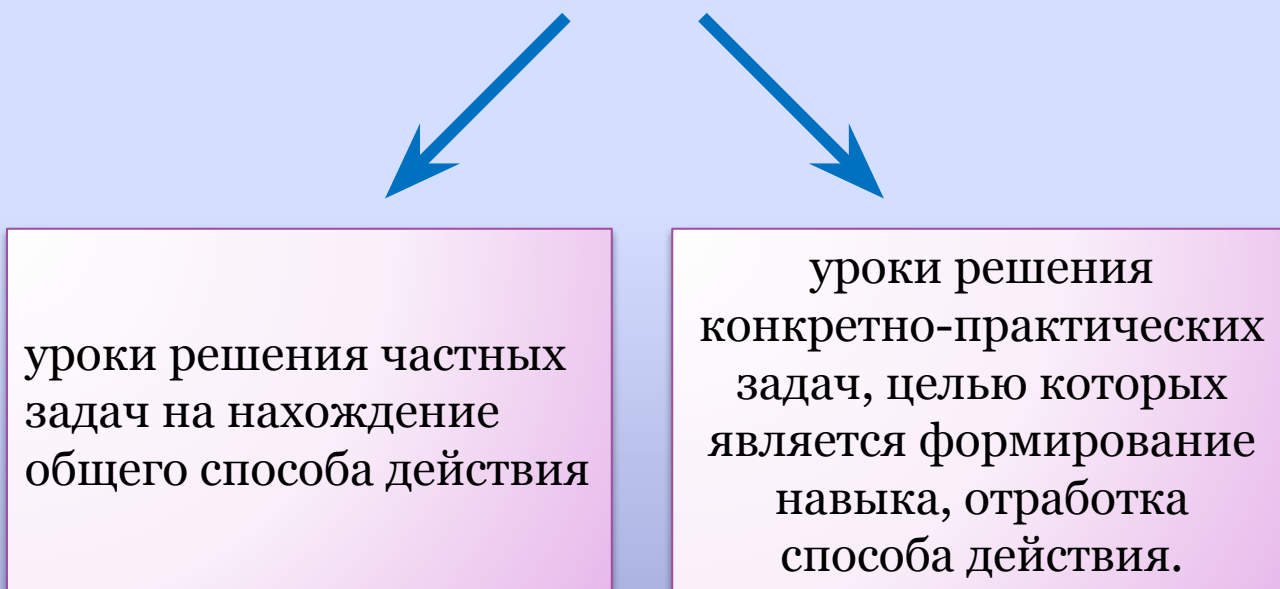 уроки решения частных
задач на нахождение
общего способа действия
уроки решения
конкретно-практических
задач, целью которых
является формирование
навыка, отработка
способа действия.